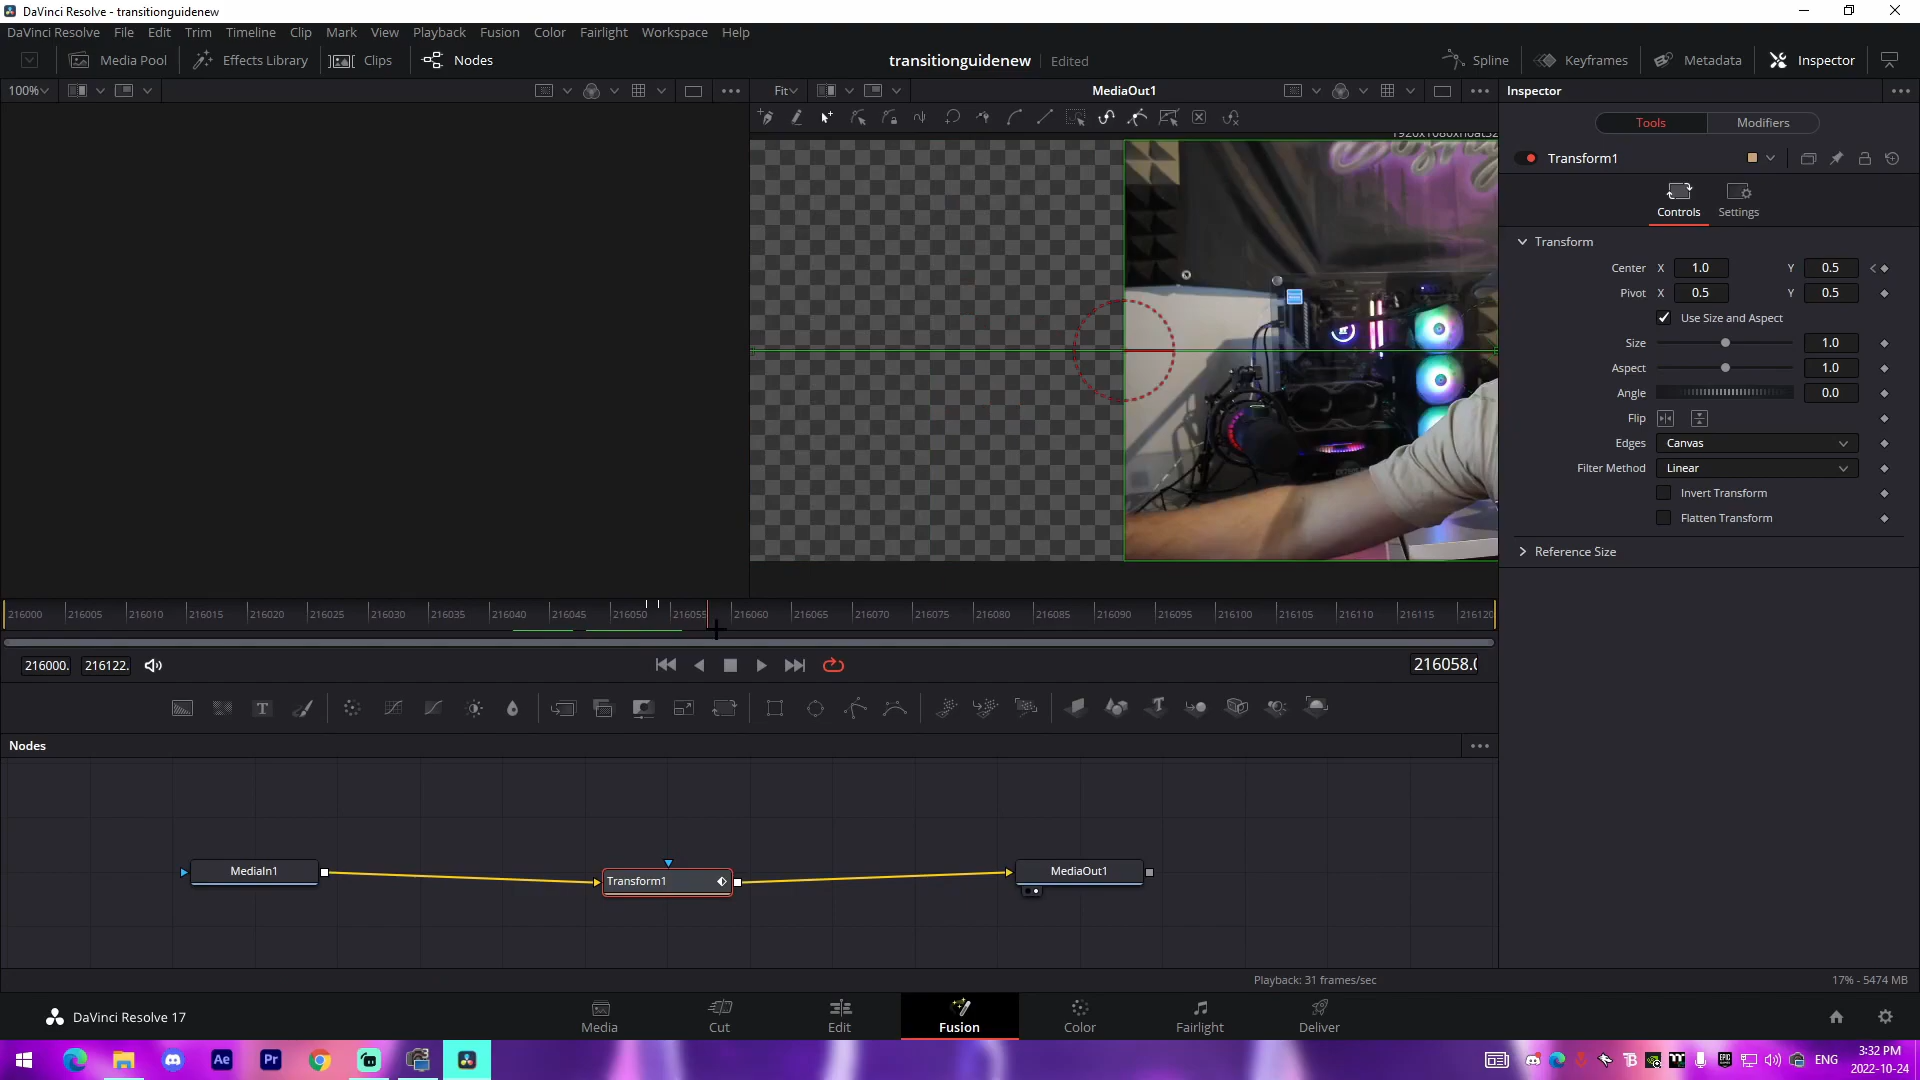 DaVinci Resolve - transitionguidenew
DaVinci Resolve File Edit Trim Timeline Clip Mark View Playback Fusion Color Fairlight Workspace Help
Media Pool Effects Library Clips Nodes transitionguidenew Edited Spline Keyframes Metadata Inspector
100% Fit MediaOut1 Inspector
Tools Modifiers
Transform1
Controls Settings
Transform
Center X 1.0 Y 0.5
Pivot X 0.5 Y 0.5
Use Size and Aspect
Size 1.0
Aspect 1.0
Angle 0.0
Flip
Edges Canvas
Filter Method Linear
Invert Transform
Flatten Transform
Reference Size
216000 216005 216010 216015 216020 216025 216030 216035 216040 216045 216050 216055 216060 216065 216070 216075 216080 216085 216090 216095 216100 216105 216110 216115 216120
216000. 216122. 216058.0
T T
Nodes
MediaIn1 Transform1 MediaOut1
Playback: 31 frames/sec 17% - 5474 MB
DaVinci Resolve 17 Media Cut Edit Fusion Color Fairlight Deliver
Ae Pr ENG 3:32 PM
2022-10-24